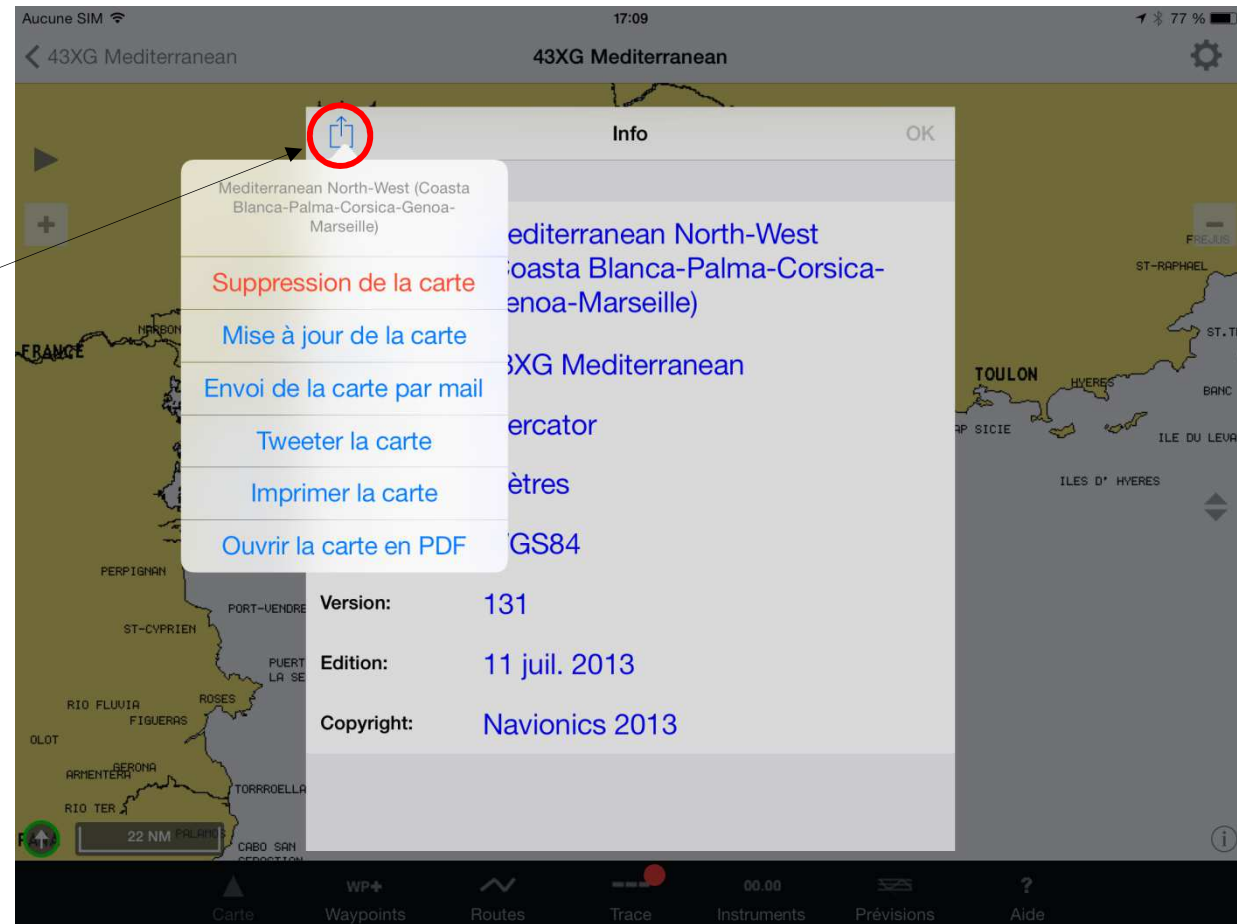 Aucune SIM
17:09
77 %
43XG Mediterranean
43XG Mediterranean
Info
OK
Mediterranean North-West (Coasta
Blanca-Palma-Corsica-Genoa-
Marseille)
Suppression de la carte
Mise à jour de la carte
Envoi de la carte par mail
Tweeter la carte
Imprimer la carte
Ouvrir la carte en PDF
editerranean North-West
oasta Blanca-Palma-Corsica-
enoa-Marseille)
3XG Mediterranean
ercator
ètres
GS84
Version:
131
Edition:
11 juil. 2013
Copyright:
Navionics 2013
FREJUS
ST-RAPHAEL
ST.T
NARBON
FRANCE
TOULON
HYERES
BANC
AP SICIE
ILE DU LEVA
ILES D' HYERES
PERPIGNAN
PORT-VENDRE
ST-CYPRIEN
PUERT
LA SE
RIO FLUVIA
ROSES
FIGUERAS
OLOT
GERONA
ARMENTERA
TORRROELLA
RIO TER
22 NM
PALAMOS
CABO SAN
SEBASTIAN
WP+
00.00
?
Carte
Waypoints
Routes
Trace
Instruments
Prévisions
Aide